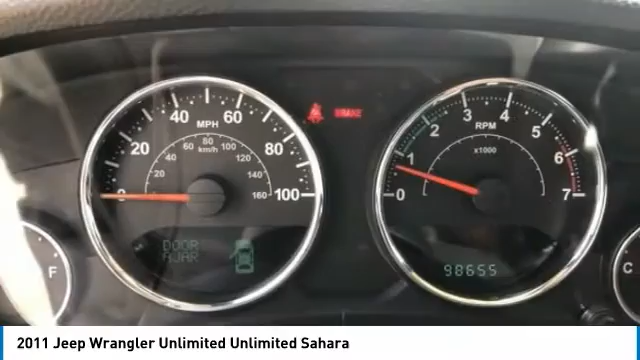 40 60
MPH
20 80
60 80 100
km/h
40 120
20 140
0 160 100
DOOR
AJAR
BRAKE
3 4
2 5
RPM
x1000
1 6
0 7
98655
F
C
2011 Jeep Wrangler Unlimited Unlimited Sahara